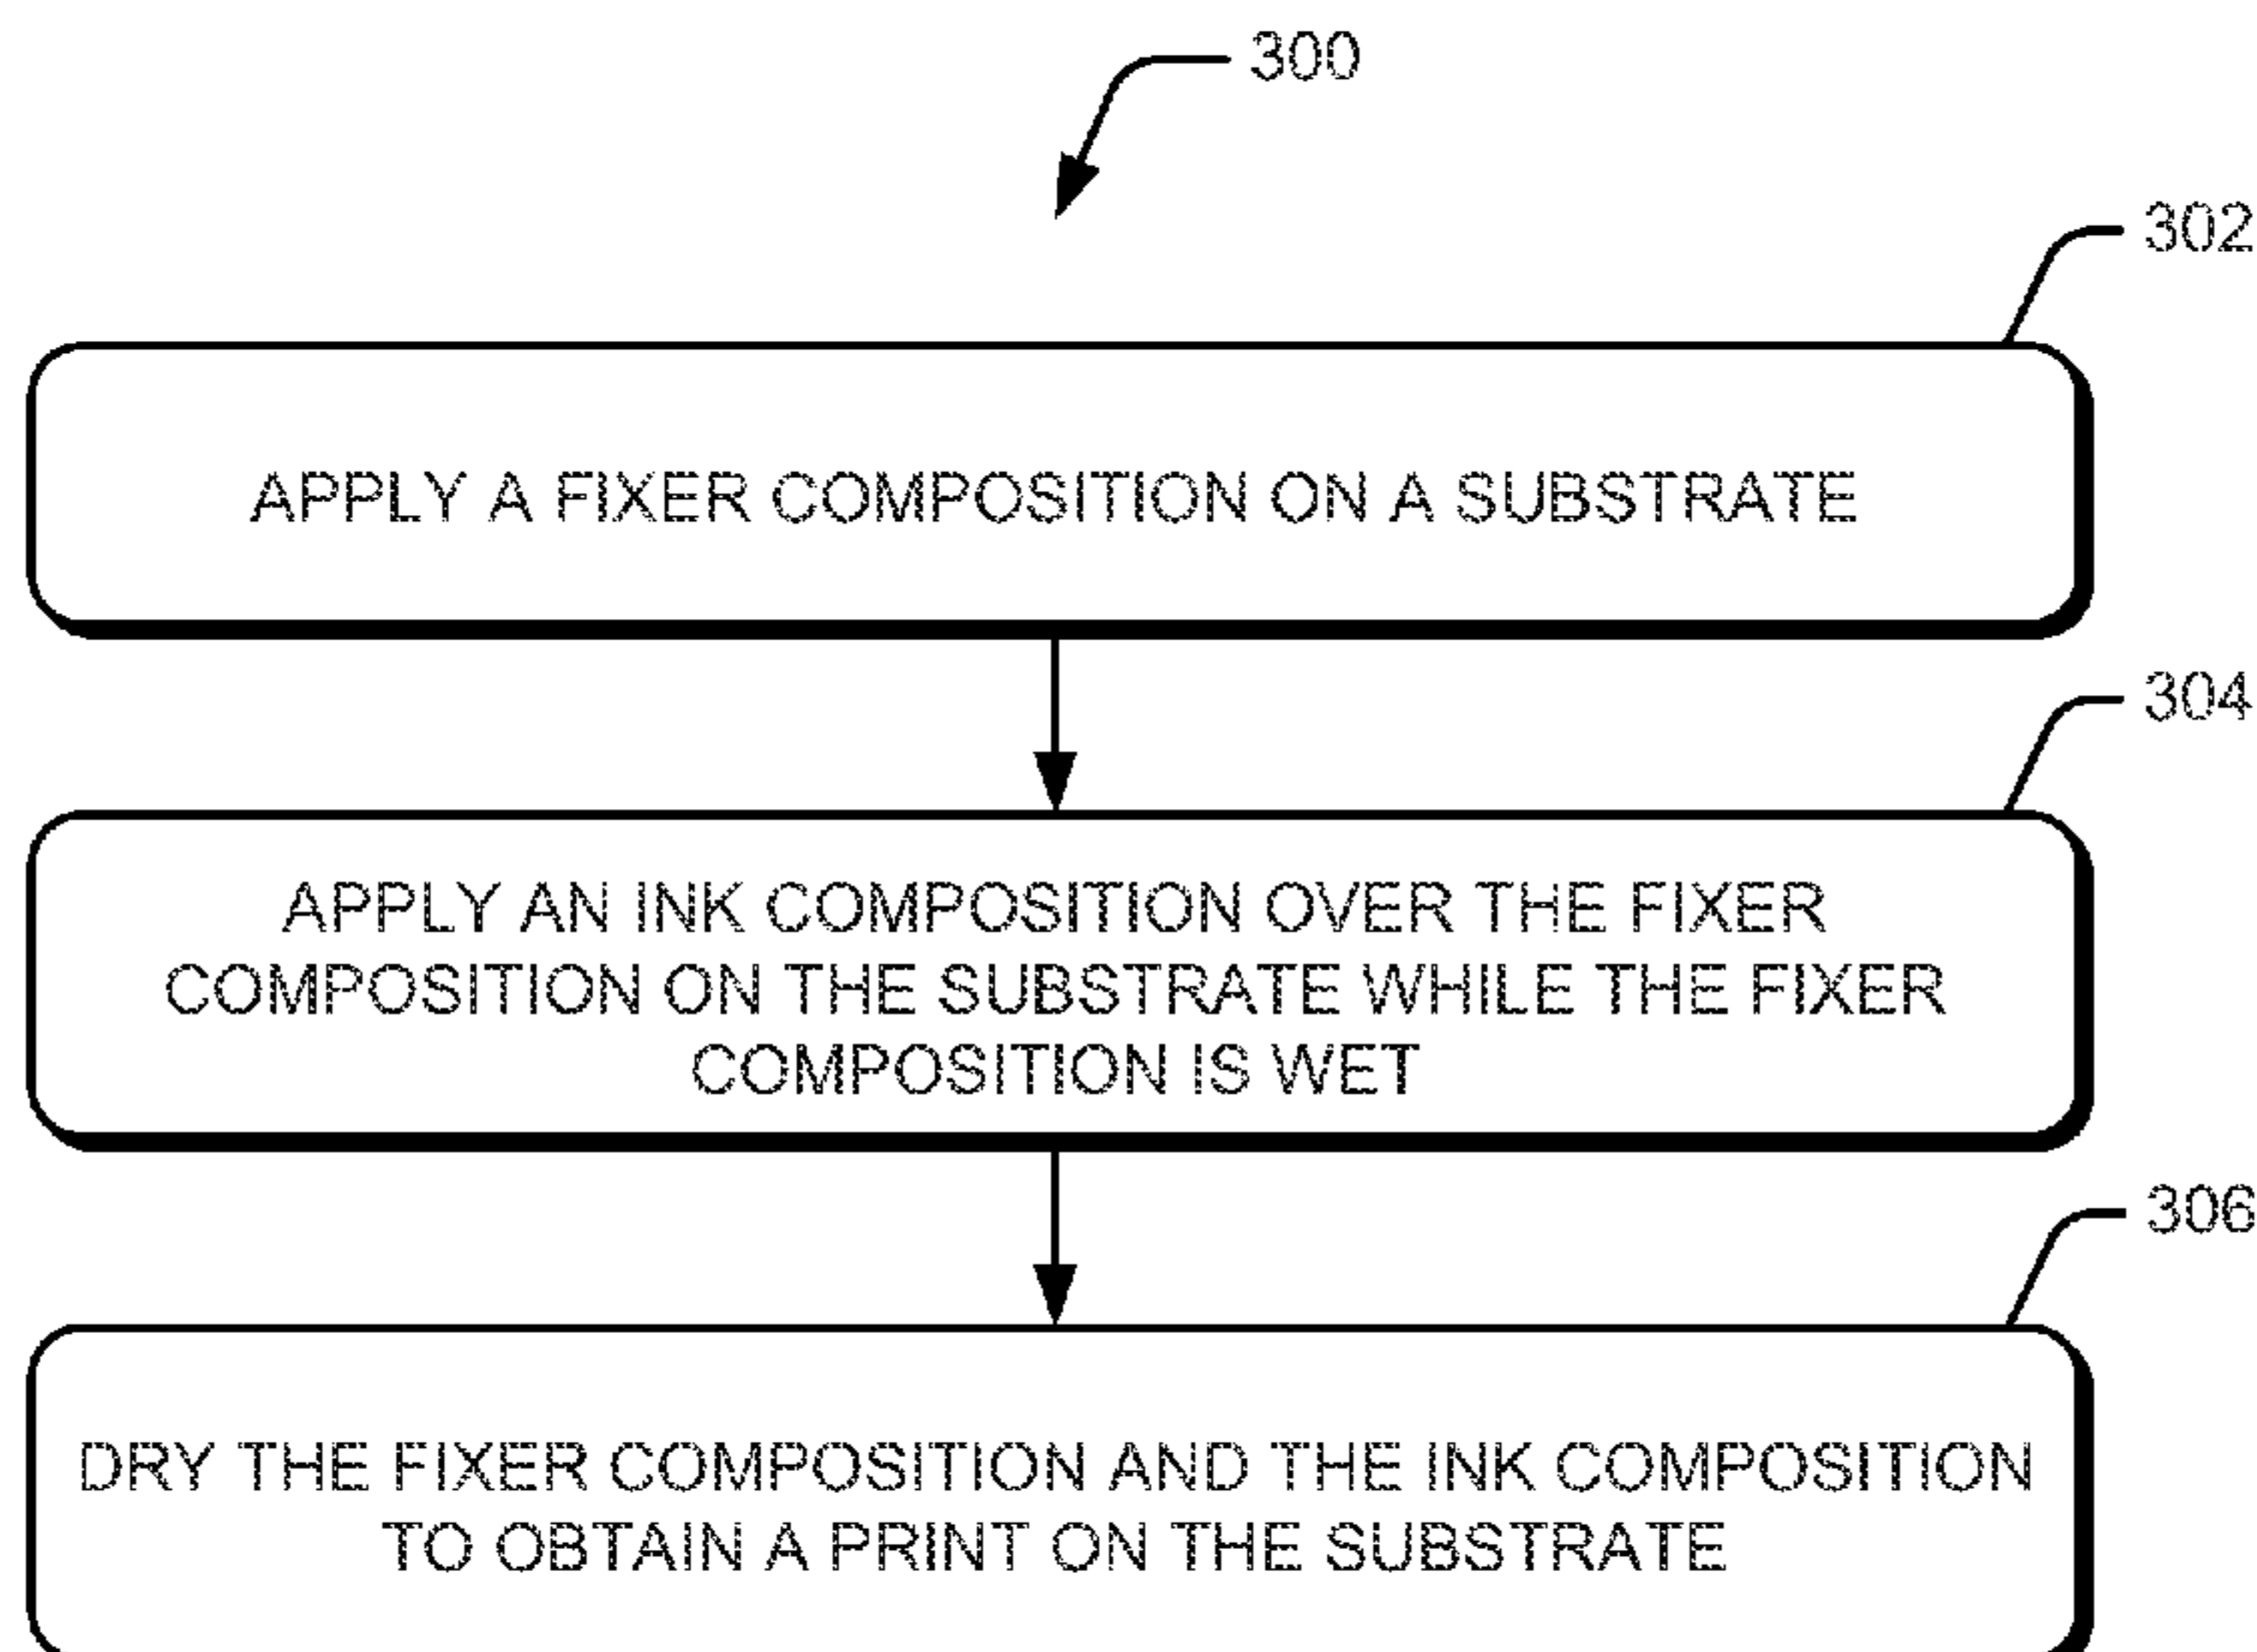 300
302
APPLY A FIXER COMPOSITION ON A SUBSTRATE
304
APPLY AN INK COMPOSITION OVER THE FIXER
COMPOSITION ON THE SUBSTRATE WHILE THE FIXER
COMPOSITION IS WET
306
DRY THE FIXER COMPOSITION AND THE INK COMPOSITION
TO OBTAIN A PRINT ON THE SUBSTRATE